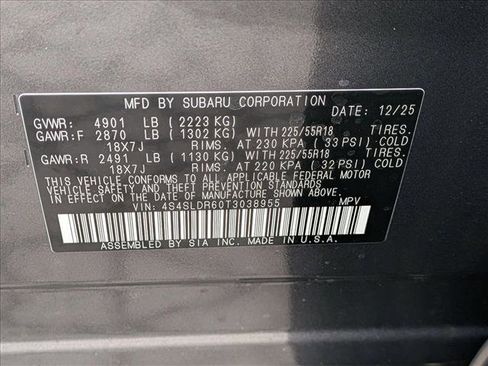 MFD BY SUBARU CORPORATION DATE: 12/25
GVWR: 4901 LB ( 2223 KG)
GAWR:F 2870 LB ( 1302 KG) WITH 225/55R18 TIRES.
18X7J RIMS. AT 230 KPA ( 33 PSI) COLD
GAWR:R 2491 LB ( 1130 KG) WITH 225/55R18 TIRES.
18X7J RIMS. AT 220 KPA ( 32 PSI) COLD
THIS VEHICLE CONFORMS TO ALL APPLICABLE FEDERAL MOTOR
VEHICLE SAFETY AND THEFT PREVENTION STANDARDS
IN EFFECT ON THE DATE OF MANUFACTURE SHOWN ABOVE.
VIN: 4S4SLDR60T3038955 MPV
ASSEMBLED BY SIA INC. MADE IN U.S.A.